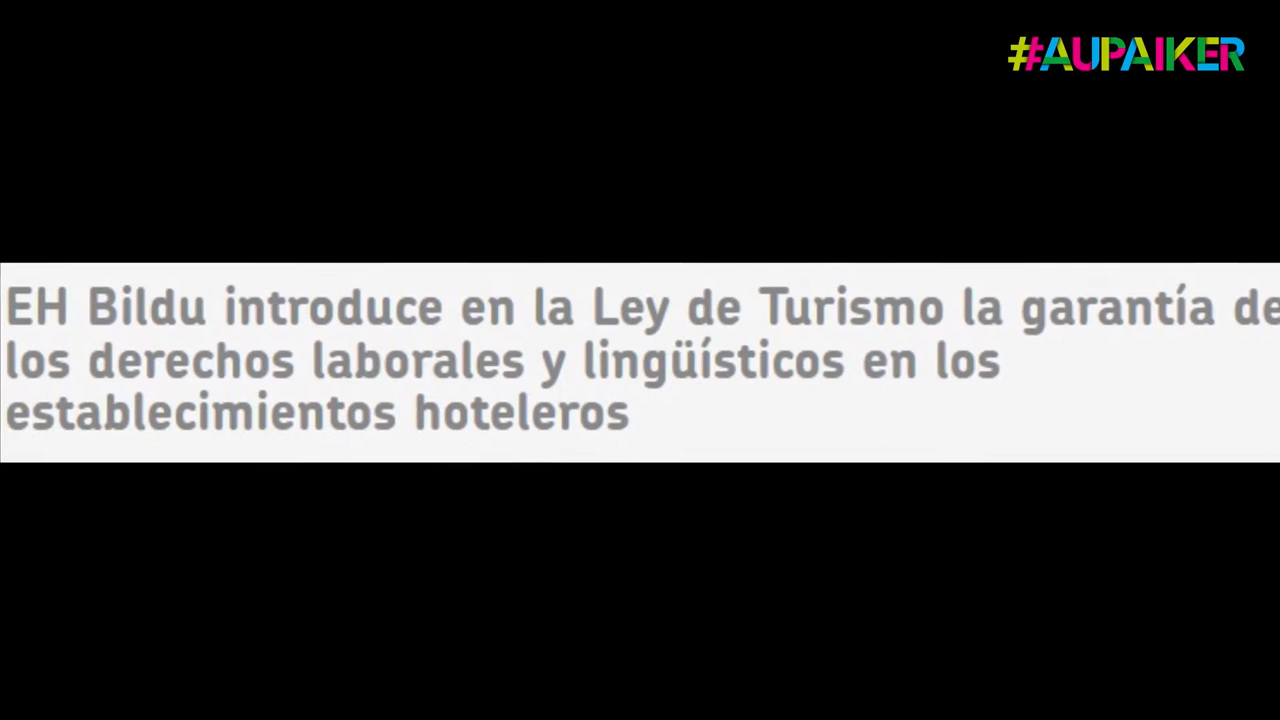 #AUPAIKER
EH Bildu introduce en la Ley de Turismo la garantía de
los derechos laborales y lingüísticos en los
establecimientos hoteleros